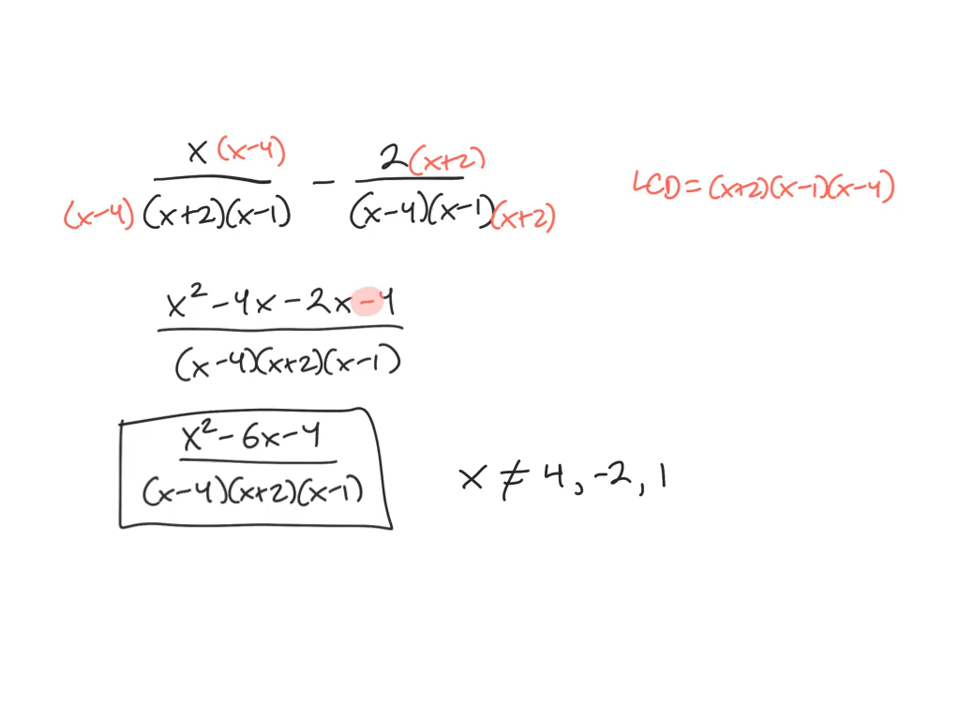 x(x-4) / (x-4)(x+2)(x-1) - 2(x+2) / (x-4)(x-1)(x+2)
LCD = (x+2)(x-1)(x-4)
x² - 4x - 2x - 4
(x-4)(x+2)(x-1)
x² - 6x - 4
(x-4)(x+2)(x-1)
x ≠ 4, -2, 1